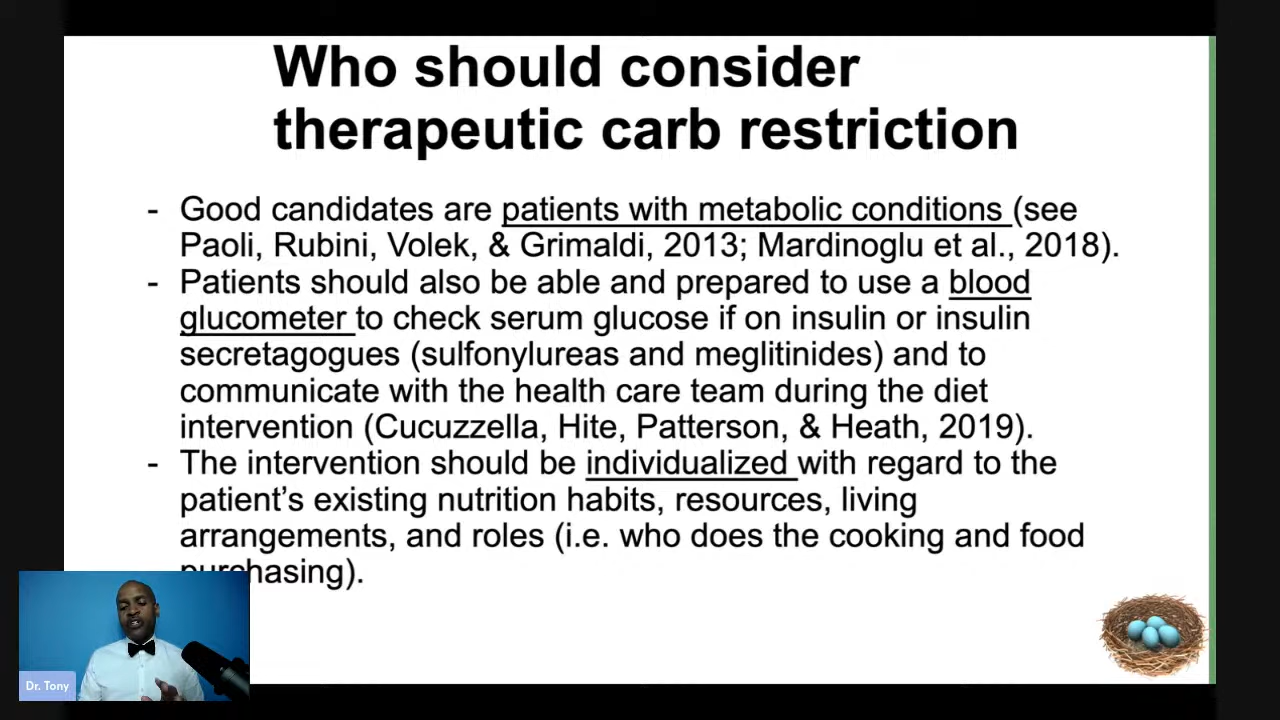 Who should consider
therapeutic carb restriction
- Good candidates are patients with metabolic conditions (see
Paoli, Rubini, Volek, & Grimaldi, 2013; Mardinoglu et al., 2018).
- Patients should also be able and prepared to use a blood
glucometer to check serum glucose if on insulin or insulin
secretagogues (sulfonylureas and meglitinides) and to
communicate with the health care team during the diet
intervention (Cucuzzella, Hite, Patterson, & Heath, 2019).
- The intervention should be individualized with regard to the
patient’s existing nutrition habits, resources, living
arrangements, and roles (i.e. who does the cooking and food
purchasing).
Dr. Tony